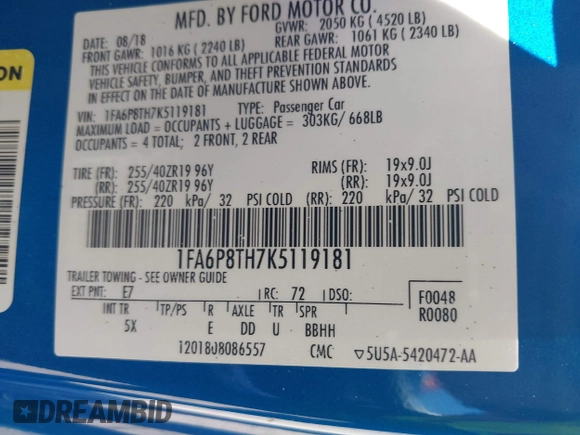 MFD. BY FORD MOTOR CO.
DATE: 08/18 GVWR: 2050 KG ( 4520 LB)
FRONT GAWR: 1016 KG ( 2240 LB) REAR GAWR: 1061 KG ( 2340 LB)
THIS VEHICLE CONFORMS TO ALL APPLICABLE FEDERAL MOTOR
VEHICLE SAFETY, BUMPER, AND THEFT PREVENTION STANDARDS
IN EFFECT ON THE DATE OF MANUFACTURE SHOWN ABOVE.
ON
VIN: 1FA6P8TH7K5119181 TYPE: Passenger Car
MAXIMUM LOAD = OCCUPANTS + LUGGAGE = 303KG/ 668LB
OCCUPANTS = 4 TOTAL; 2 FRONT, 2 REAR
TIRE (FR): 255/40ZR19 96Y RIMS (FR): 19x9.0J
(RR): 255/40ZR19 96Y (RR): 19x9.0J
PRESSURE (FR): 220 kPa/ 32 PSI COLD (RR): 220 kPa/ 32 PSI COLD
1FA6P8TH7K5119181
TRAILER TOWING - SEE OWNER GUIDE
EXT PNT: E7 RC: 72 DSO: F0048
INT TR TP/PS R AXLE TR SPR R0080
5X E DD U BBHH
1201808086557 CMC ▽5U5A-5420472-AA
DREAMBID